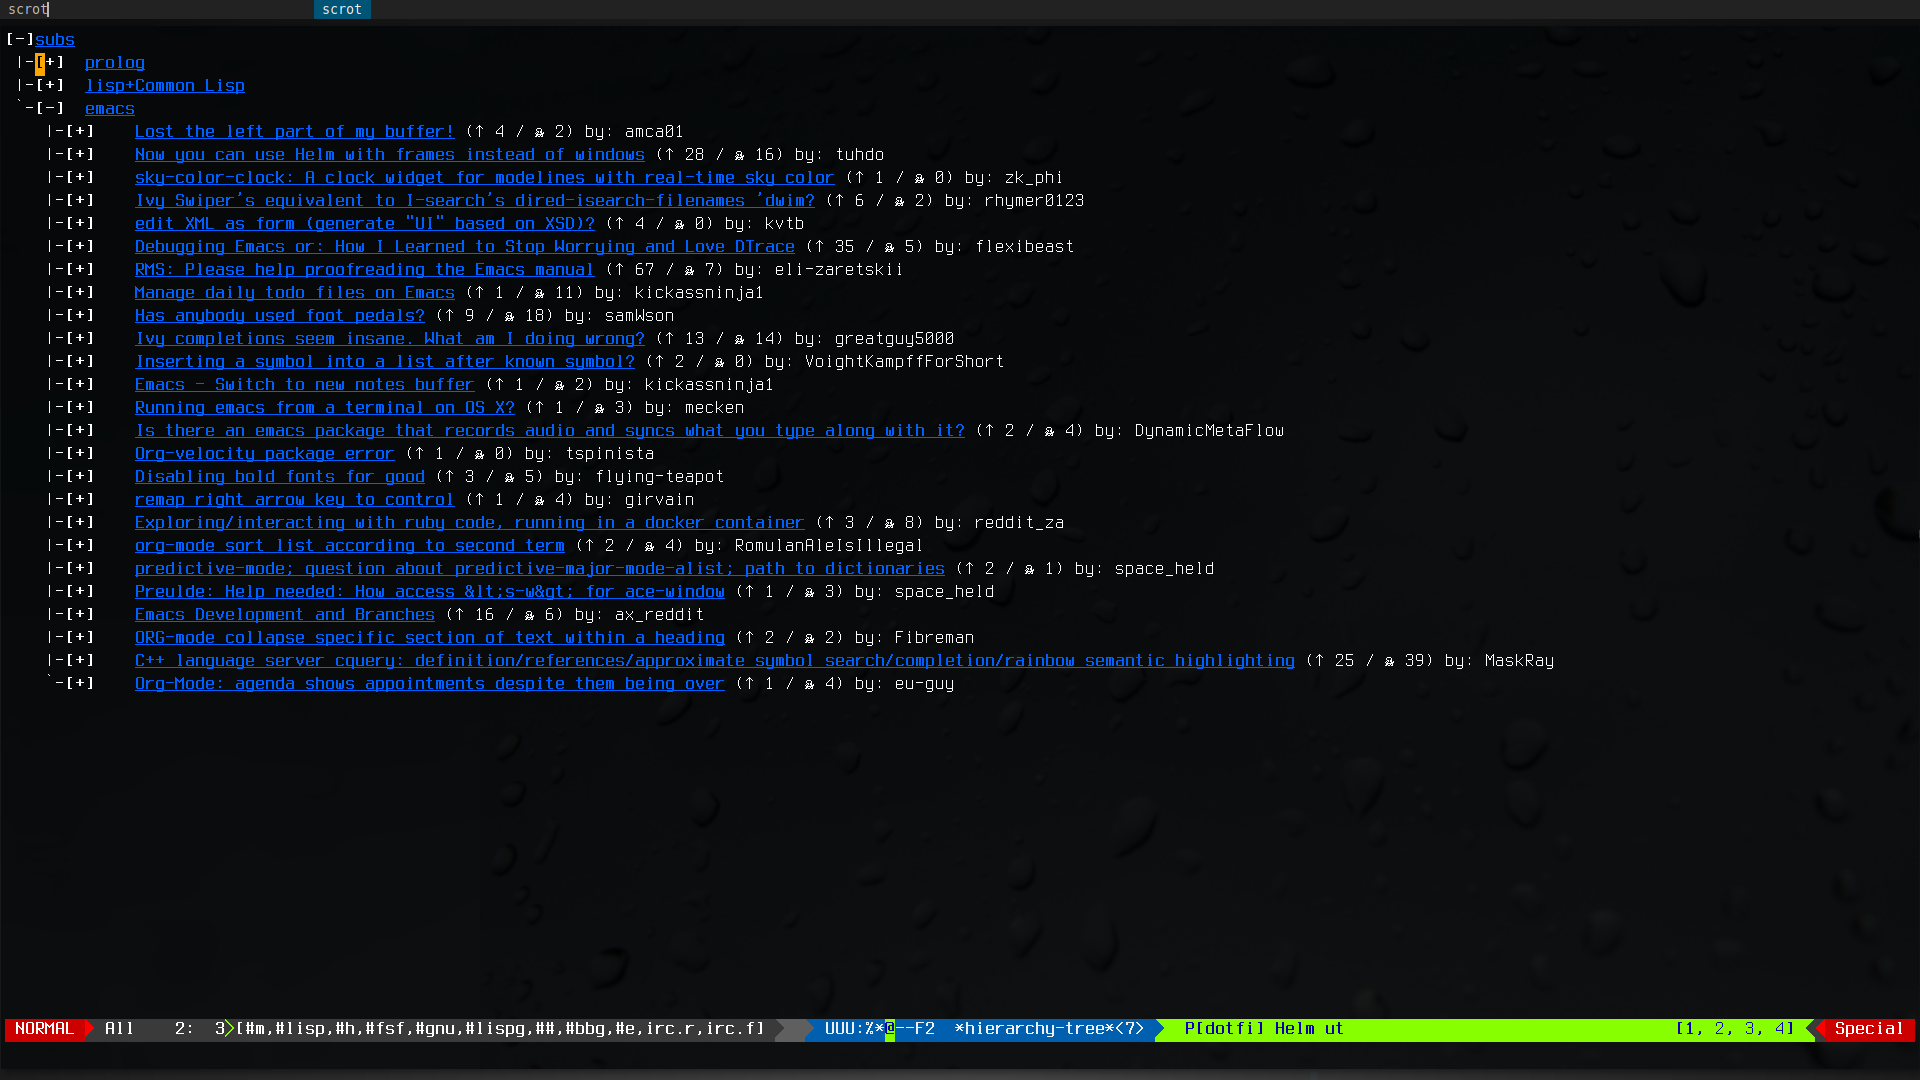 scrot scrot
[-]subs
|-[+] prolog
|-[+] lisp+Common Lisp
`-[-] emacs
|-[+] Lost the left part of my buffer! (↑ 4 / 2) by: amca01
|-[+] Now you can use Helm with frames instead of windows (↑ 28 / 16) by: tuhdo
|-[+] sky-color-clock: A clock widget for modelines with real-time sky color (↑ 1 / 0) by: zk_phi
|-[+] Ivy Swiper's equivalent to I-search's dired-isearch-filenames 'dwim? (↑ 6 / 2) by: rhymer0123
|-[+] edit XML as form (generate "UI" based on XSD)? (↑ 4 / 0) by: kvtb
|-[+] Debugging Emacs or: How I Learned to Stop Worrying and Love DTrace (↑ 35 / 5) by: flexibeast
|-[+] RMS: Please help proofreading the Emacs manual (↑ 67 / 7) by: eli-zaretskii
|-[+] Manage daily todo files on Emacs (↑ 1 / 11) by: kickassninja1
|-[+] Has anybody used foot pedals? (↑ 9 / 18) by: samWson
|-[+] Ivy completions seem insane. What am I doing wrong? (↑ 13 / 14) by: greatguy5000
|-[+] Inserting a symbol into a list after known symbol? (↑ 2 / 0) by: VoightKampffForShort
|-[+] Emacs - Switch to new notes buffer (↑ 1 / 2) by: kickassninja1
|-[+] Running emacs from a terminal on OS X? (↑ 1 / 3) by: mecken
|-[+] Is there an emacs package that records audio and syncs what you type along with it? (↑ 2 / 4) by: DynamicMetaFlow
|-[+] Org-velocity package error (↑ 1 / 0) by: tspinista
|-[+] Disabling bold fonts for good (↑ 3 / 5) by: flying-teapot
|-[+] remap right arrow key to control (↑ 1 / 4) by: girvain
|-[+] Exploring/interacting with ruby code, running in a docker container (↑ 3 / 8) by: reddit_za
|-[+] org-mode sort list according to second term (↑ 2 / 4) by: RomulanAleIsIllegal
|-[+] predictive-mode; question about predictive-major-mode-alist; path to dictionaries (↑ 2 / 1) by: space_held
|-[+] Preulde: Help needed: How access &lt;s-w&gt; for ace-window (↑ 1 / 3) by: space_held
|-[+] Emacs Development and Branches (↑ 16 / 6) by: ax_reddit
|-[+] ORG-mode collapse specific section of text within a heading (↑ 2 / 2) by: Fibreman
|-[+] C++ language server cquery: definition/references/approximate symbol search/completion/rainbow semantic highlighting (↑ 25 / 39) by: MaskRay
`-[+] Org-Mode: agenda shows appointments despite them being over (↑ 1 / 4) by: eu-guy
NORMAL All 2: 3 [#m,#lisp,#h,#fsf,#gnu,#lispg,##,#bbg,#e,irc.r,irc.f] UUU:%*@--F2 *hierarchy-tree*<7> P[dotfi] Helm ut [1, 2, 3, 4] Special